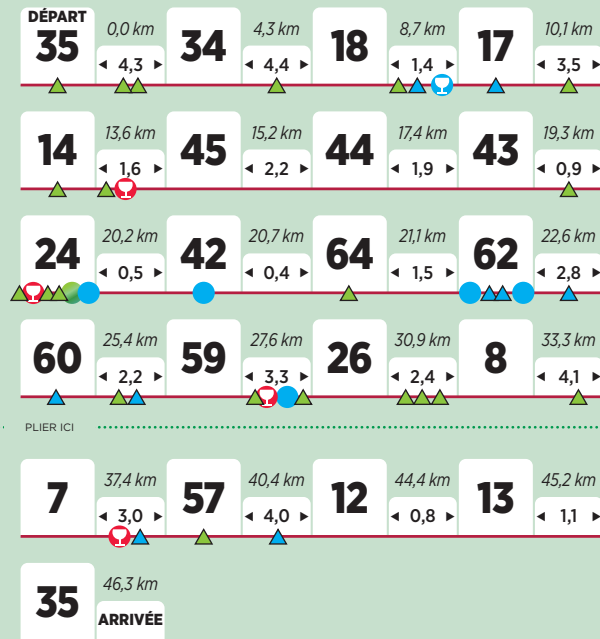 DÉPART
35 0,0 km 34 4,3 km 18 8,7 km 17 10,1 km
◄ 4,3 ► ◄ 4,4 ► ◄ 1,4 ► ◄ 3,5 ►
14 13,6 km 45 15,2 km 44 17,4 km 43 19,3 km
◄ 1,6 ► ◄ 2,2 ► ◄ 1,9 ► ◄ 0,9 ►
24 20,2 km 42 20,7 km 64 21,1 km 62 22,6 km
◄ 0,5 ► ◄ 0,4 ► ◄ 1,5 ► ◄ 2,8 ►
60 25,4 km 59 27,6 km 26 30,9 km 8 33,3 km
◄ 2,2 ► ◄ 3,3 ► ◄ 2,4 ► ◄ 4,1 ►
PLIER ICI
7 37,4 km 57 40,4 km 12 44,4 km 13 45,2 km
◄ 3,0 ► ◄ 4,0 ► ◄ 0,8 ► ◄ 1,1 ►
35 46,3 km
ARRIVÉE